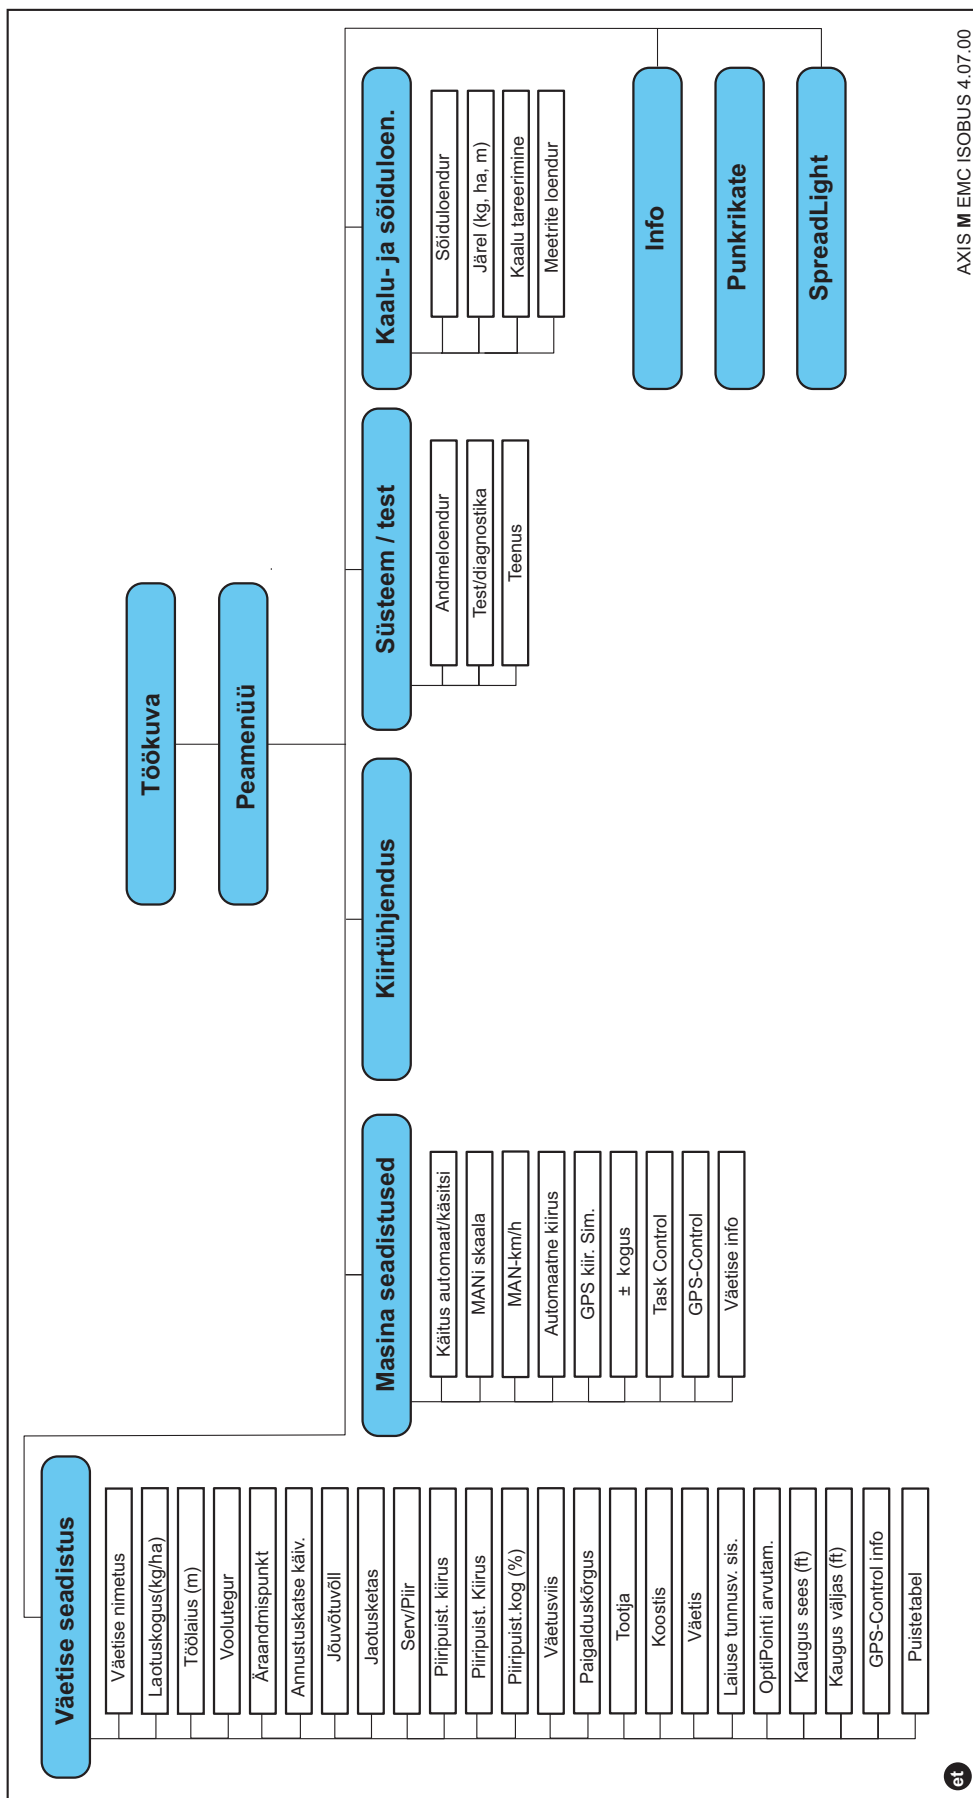 Töökuva
Peamenüü
Väetise seadistus
Väetise nimetus
Laotuskogus(kg/ha)
Töölaius (m)
Voolutegur
Äraandmispunkt
Annustuskatse käiv.
Jõuvõtuvõll
Jaotusketas
Serv/Piir
Piiripuist. kiirus
Piiripuist. Kiirus
Piiripuist.kog (%)
Väetusviis
Paigalduskõrgus
Tootja
Koostis
Väetis
Laiuse tunnusv. sis.
OptiPointi arvutam.
Kaugus sees (ft)
Kaugus väljas (ft)
GPS-Control info
Puistetabel
Masina seadistused
Käitus automaat/käsitsi
MANi skaala
MAN-km/h
Automaatne kiirus
GPS kiir. Sim.
± kogus
Task Control
GPS-Control
Väetise info
Kiirtühjendus
Süsteem / test
Andmeloendur
Test/diagnostika
Teenus
Kaalu- ja sõiduloen.
Sõiduloendur
Järel (kg, ha, m)
Kaalu tareerimine
Meetrite loendur
Info
Punkrikate
SpreadLight
et
AXIS M EMC ISOBUS 4.07.00